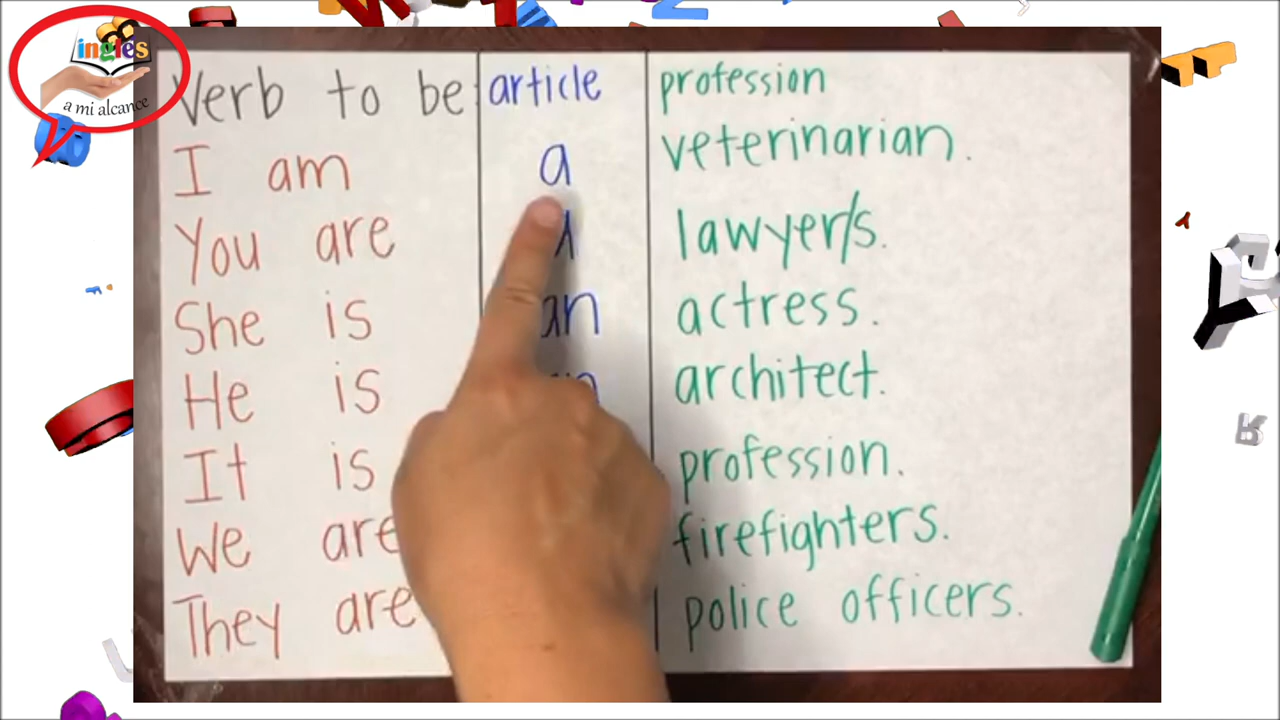 inglés
a mi alcance
Verb to be article profession
I am a veterinarian.
You are lawyer/s.
She is an actress.
He is architect.
It is profession.
We are firefighters.
They are police officers.